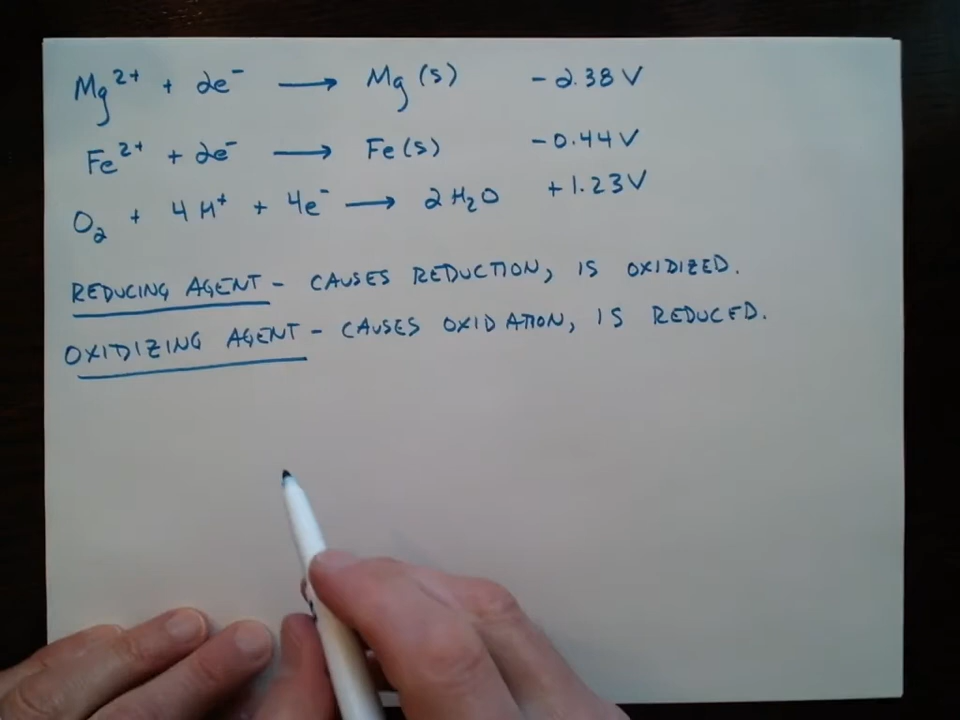 Mg²⁺ + 2e⁻ ⟶ Mg(s) -2.38V
Fe²⁺ + 2e⁻ ⟶ Fe(s) -0.44V
O₂ + 4H⁺ + 4e⁻ ⟶ 2H₂O +1.23V
REDUCING AGENT - CAUSES REDUCTION, IS OXIDIZED.
OXIDIZING AGENT - CAUSES OXIDATION, IS REDUCED.